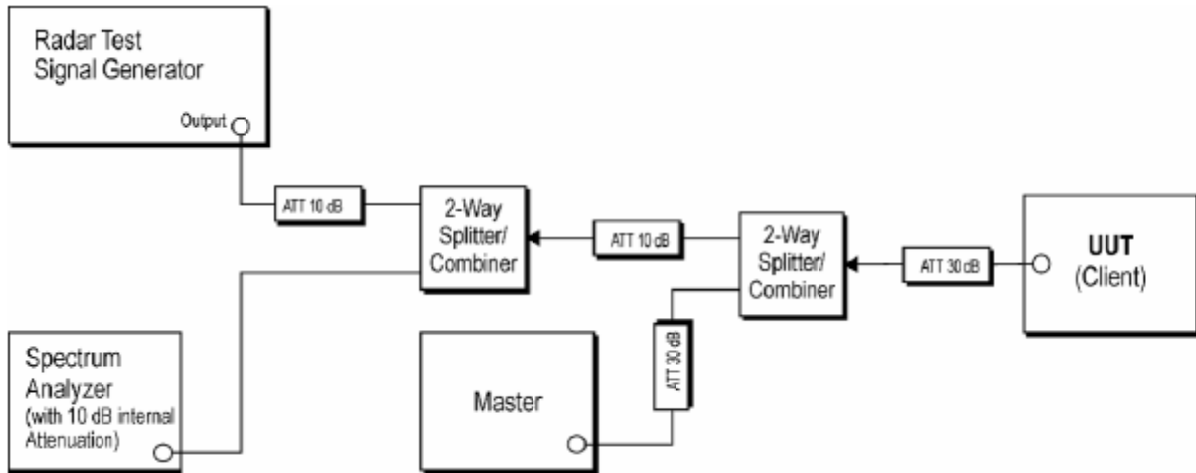 Radar Test
Signal Generator
Output
ATT 10 dB
2-Way
Splitter/
Combiner
ATT 10 dB
2-Way
Splitter/
Combiner
ATT 30 dB
UUT
(Client)
Spectrum
Analyzer
(with 10 dB internal
Attenuation)
Master
ATT 30 dB